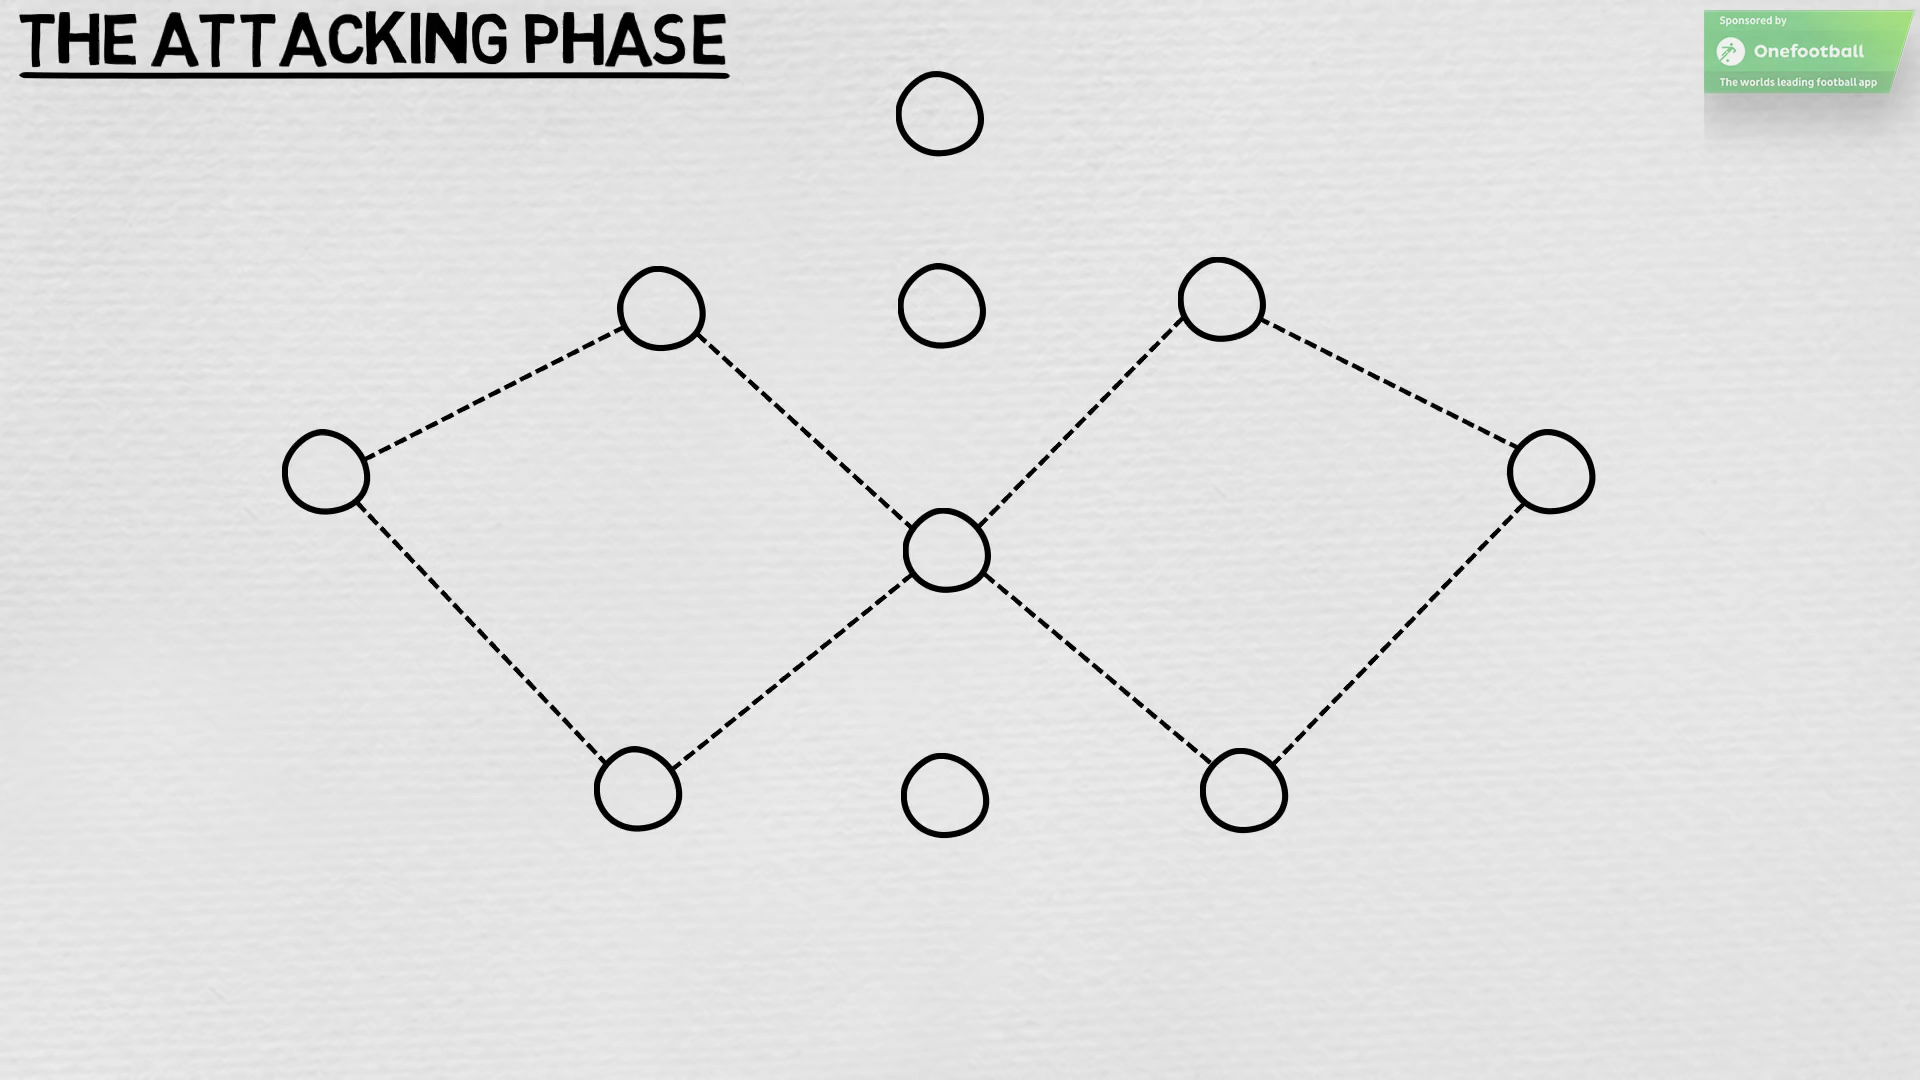 THE ATTACKING PHASE
Sponsored by
Onefootball
The worlds leading football app